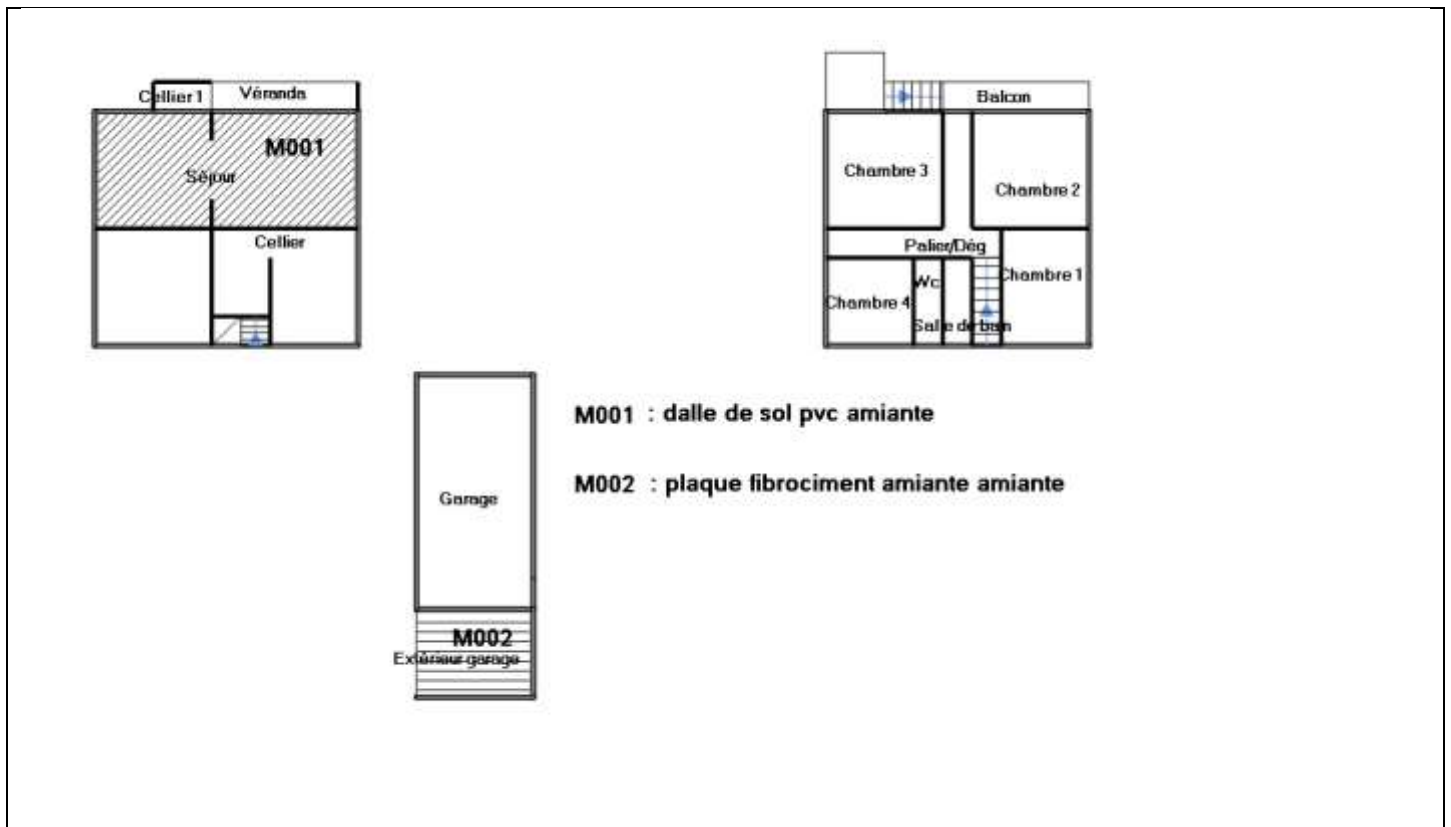 Cellier 1
Véranda
M001
Séjour
Cellier
Balcon
Chambre 3
Chambre 2
Palier/Dég
Chambre 1
Wc
Chambre 4
Salle de bain
Garage
M002
Extérieur garage
M001 : dalle de sol pvc amiante
M002 : plaque fibrociment amiante amiante